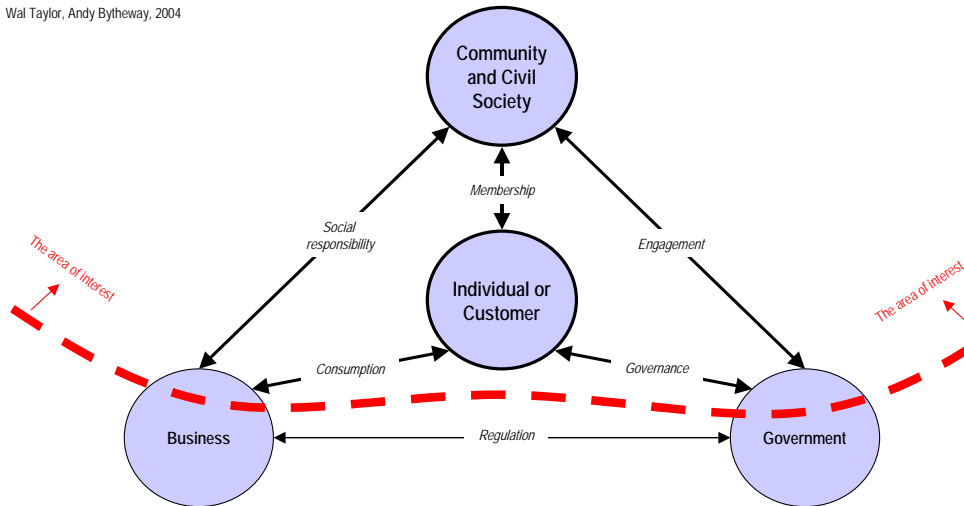 Wal Taylor, Andy Bytheway, 2004
Community
and Civil
Society
Membership
Social
responsibility
Engagement
The area of interest
The area of interest
Individual or
Customer
Consumption
Governance
Business
Regulation
Government